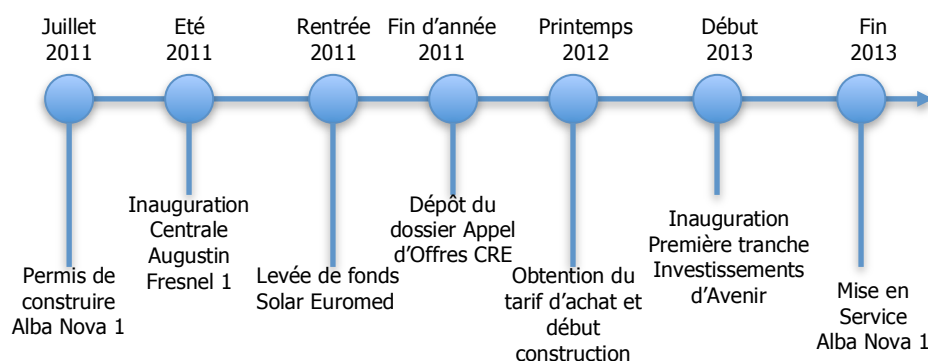 Juillet
2011
Eté
2011
Rentrée
2011
Fin d’année
2011
Printemps
2012
Début
2013
Fin
2013
Permis de
construire
Alba Nova 1
Inauguration
Centrale
Augustin
Fresnel 1
Levée de fonds
Solar Euromed
Dépôt du
dossier Appel
d’Offres CRE
Obtention du
tarif d’achat et
début
construction
Inauguration
Première tranche
Investissements
d’Avenir
Mise en
Service
Alba Nova 1